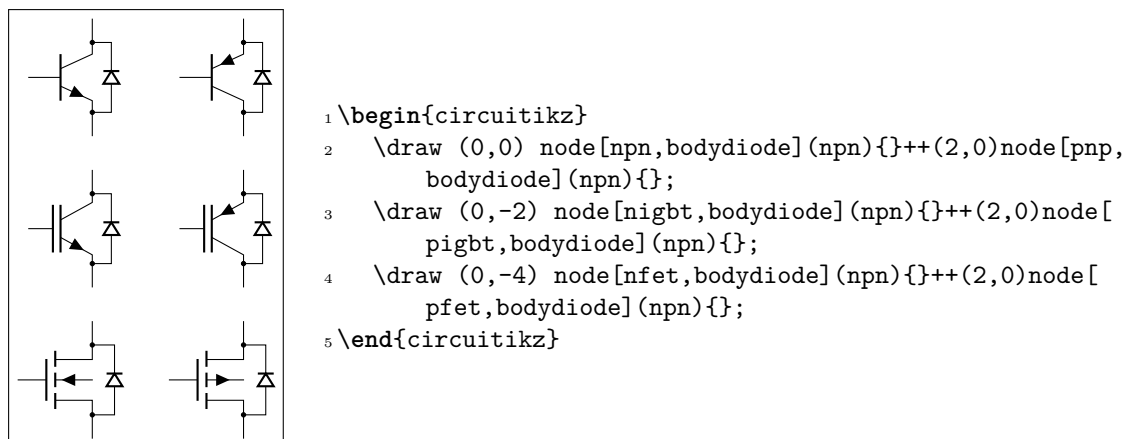 1 \begin{circuitikz}
2 \draw (0,0) node[npn,bodydiode](npn){}++(2,0)node[pnp,
bodydiode](npn){};
3 \draw (0,-2) node[nigbt,bodydiode](npn){}++(2,0)node[
pigbt,bodydiode](npn){};
4 \draw (0,-4) node[nfet,bodydiode](npn){}++(2,0)node[
pfet,bodydiode](npn){};
5 \end{circuitikz}